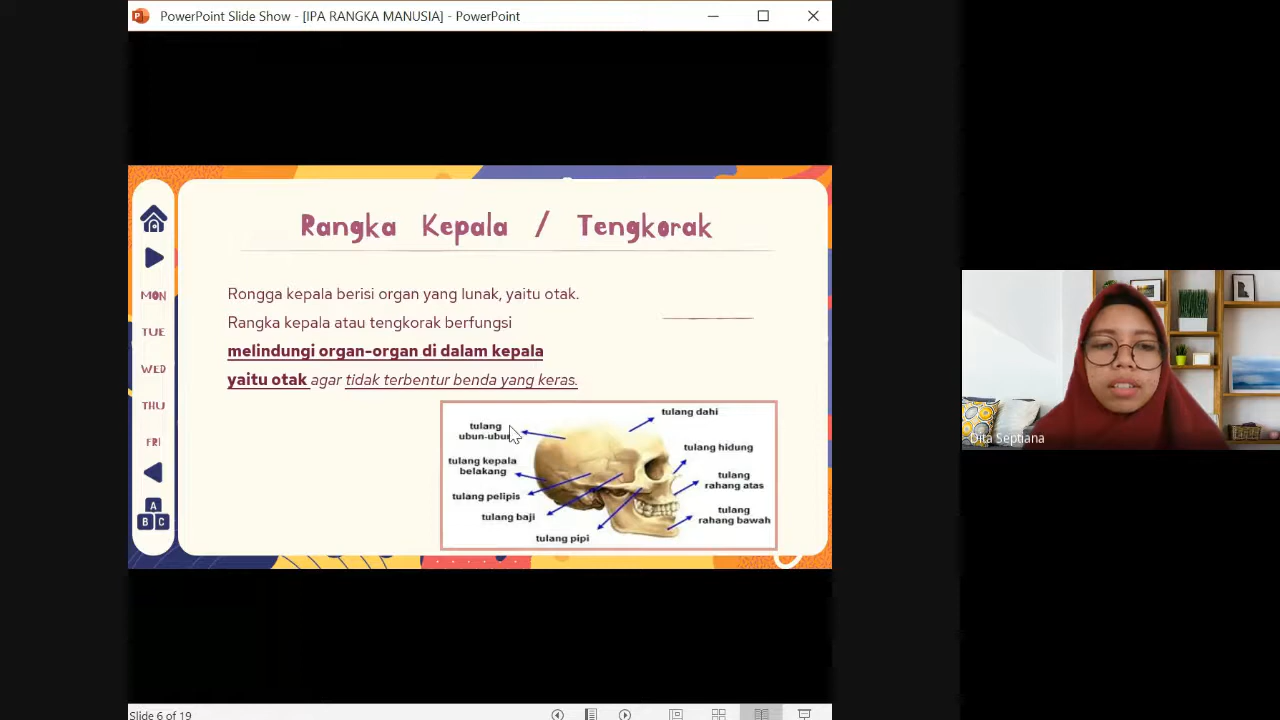 PowerPoint Slide Show - [IPA RANGKA MANUSIA] - PowerPoint
Rangka Kepala / Tengkorak
MON
TUE
WED
THU
FRI
A
B C
Rongga kepala berisi organ yang lunak, yaitu otak.
Rangka kepala atau tengkorak berfungsi
melindungi organ-organ di dalam kepala
yaitu otak agar tidak terbentur benda yang keras.
tulang dahi
tulang
ubun-ubun
tulang hidung
tulang kepala
belakang
tulang
rahang atas
tulang pelipis
tulang baji
tulang
rahang bawah
tulang pipi
Dita Septiana
Slide 6 of 19